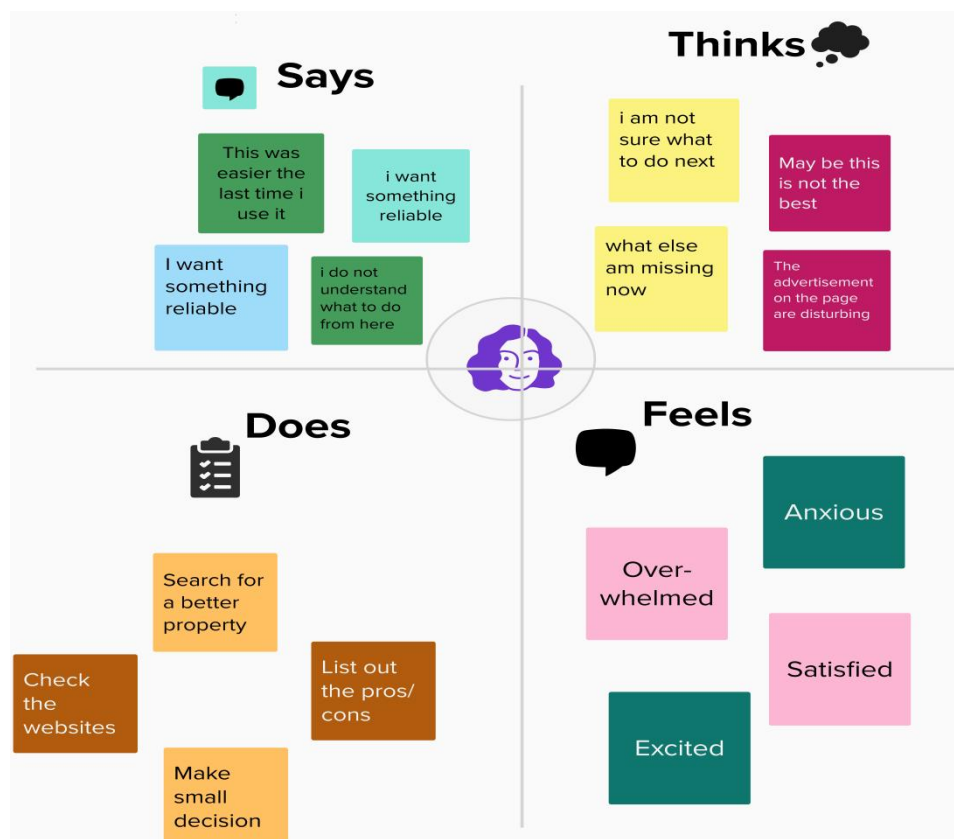 Says
This was
easier the
last time i
use it
i want
something
reliable
I want
something
reliable
i do not
understand
what to do
from here
Thinks
i am not
sure what
to do next
May be this
is not the
best
what else
am missing
now
The
advertisement
on the page
are disturbing
Does
Search for
a better
property
Check
the
websites
List out
the pros/
cons
Make
small
decision
Feels
Anxious
Over-
whelmed
Satisfied
Excited